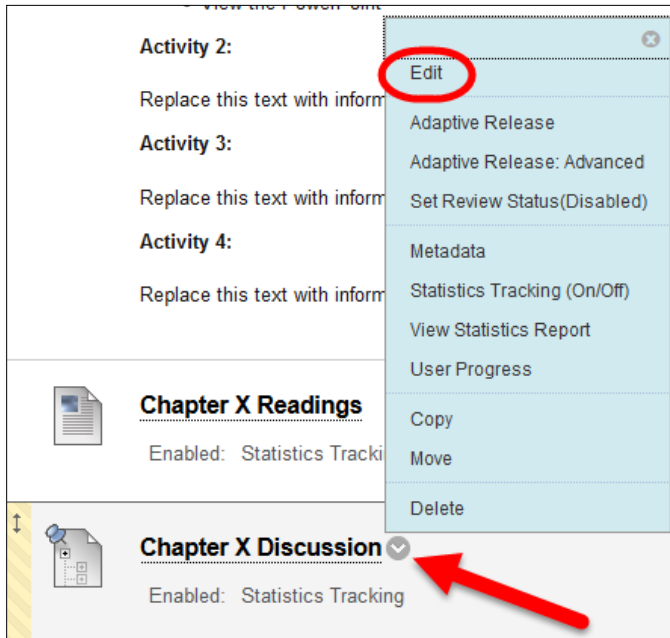 View the PowerPoint
Activity 2:
Replace this text with inform
Activity 3:
Replace this text with inform
Activity 4:
Replace this text with inform
Edit
Adaptive Release
Adaptive Release: Advanced
Set Review Status(Disabled)
Metadata
Statistics Tracking (On/Off)
View Statistics Report
User Progress
Copy
Move
Delete
Chapter X Readings
Enabled: Statistics Tracki
Chapter X Discussion
Enabled: Statistics Tracking